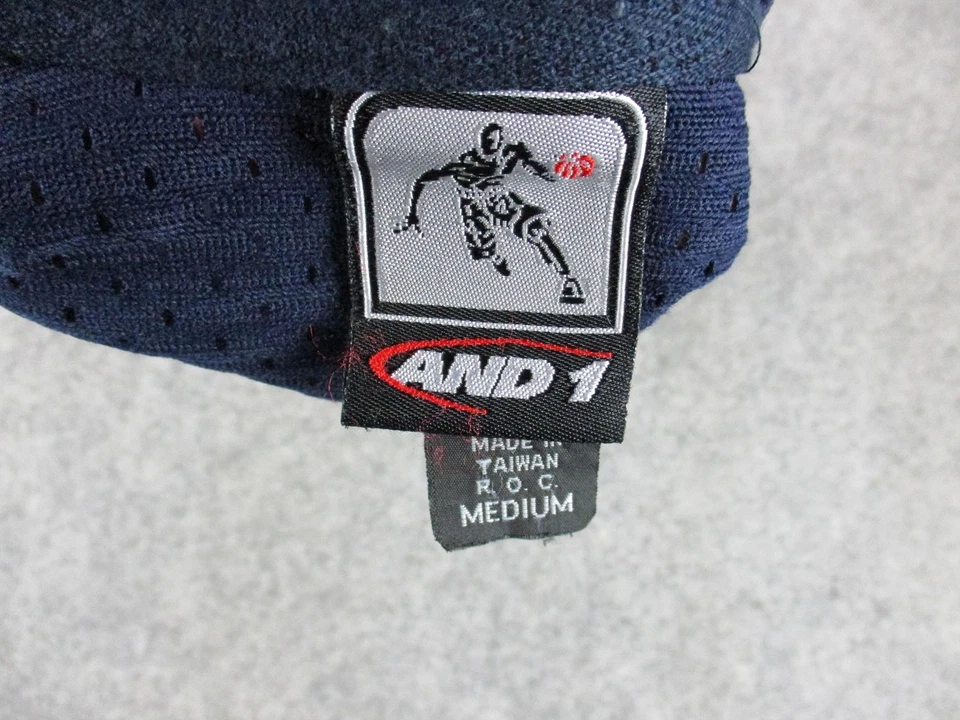 AND 1
MADE IN
TAIWAN
R. O. C.
MEDIUM